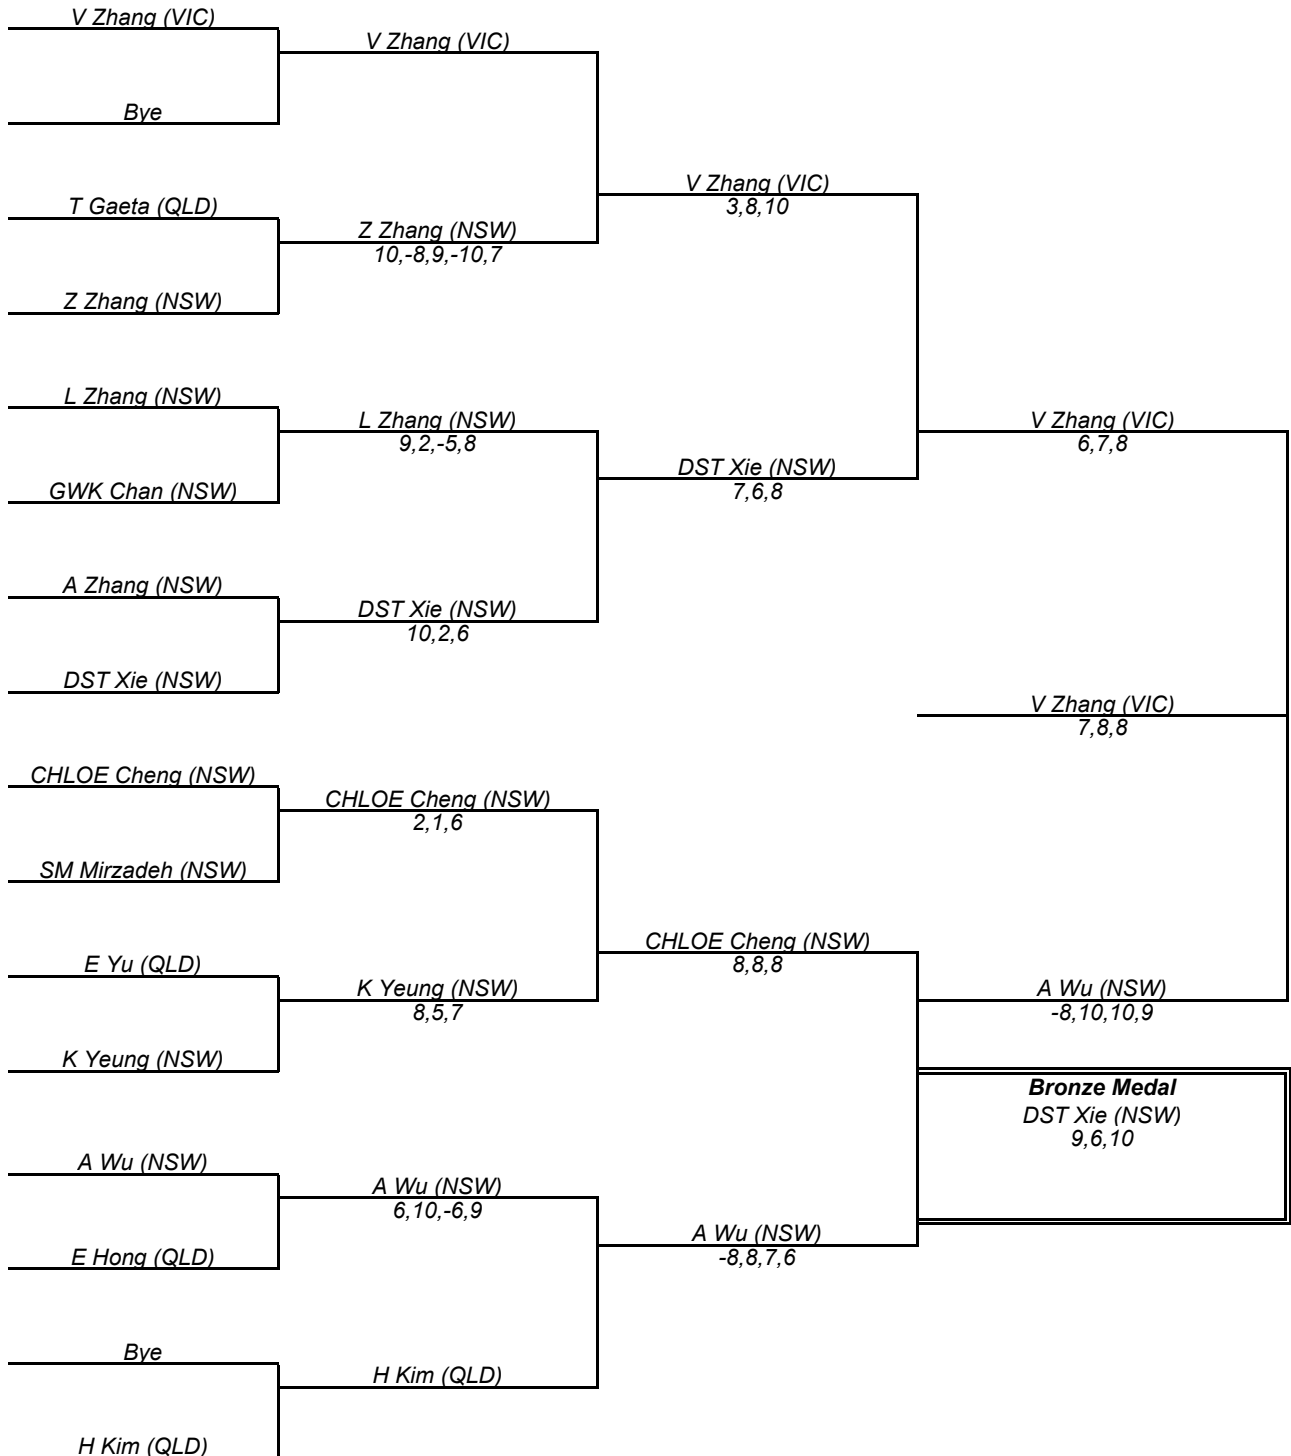 V Zhang (VIC)
V Zhang (VIC)
Bye
V Zhang (VIC)
3,8,10
T Gaeta (QLD)
Z Zhang (NSW)
10,-8,9,-10,7
Z Zhang (NSW)
L Zhang (NSW)
L Zhang (NSW)
9,2,-5,8
V Zhang (VIC)
6,7,8
GWK Chan (NSW)
DST Xie (NSW)
7,6,8
A Zhang (NSW)
DST Xie (NSW)
10,2,6
DST Xie (NSW)
V Zhang (VIC)
7,8,8
CHLOE Cheng (NSW)
CHLOE Cheng (NSW)
2,1,6
SM Mirzadeh (NSW)
CHLOE Cheng (NSW)
8,8,8
E Yu (QLD)
K Yeung (NSW)
8,5,7
A Wu (NSW)
-8,10,10,9
K Yeung (NSW)
Bronze Medal
DST Xie (NSW)
9,6,10
A Wu (NSW)
A Wu (NSW)
6,10,-6,9
A Wu (NSW)
-8,8,7,6
E Hong (QLD)
Bye
H Kim (QLD)
H Kim (QLD)